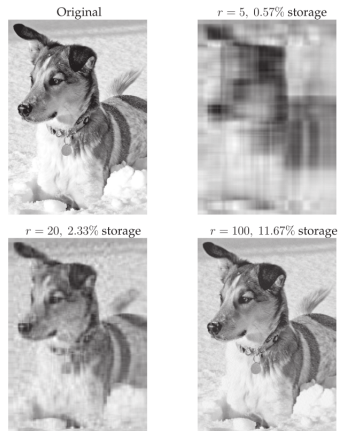 Original
r = 5, 0.57% storage
r = 20, 2.33% storage
r = 100, 11.67% storage